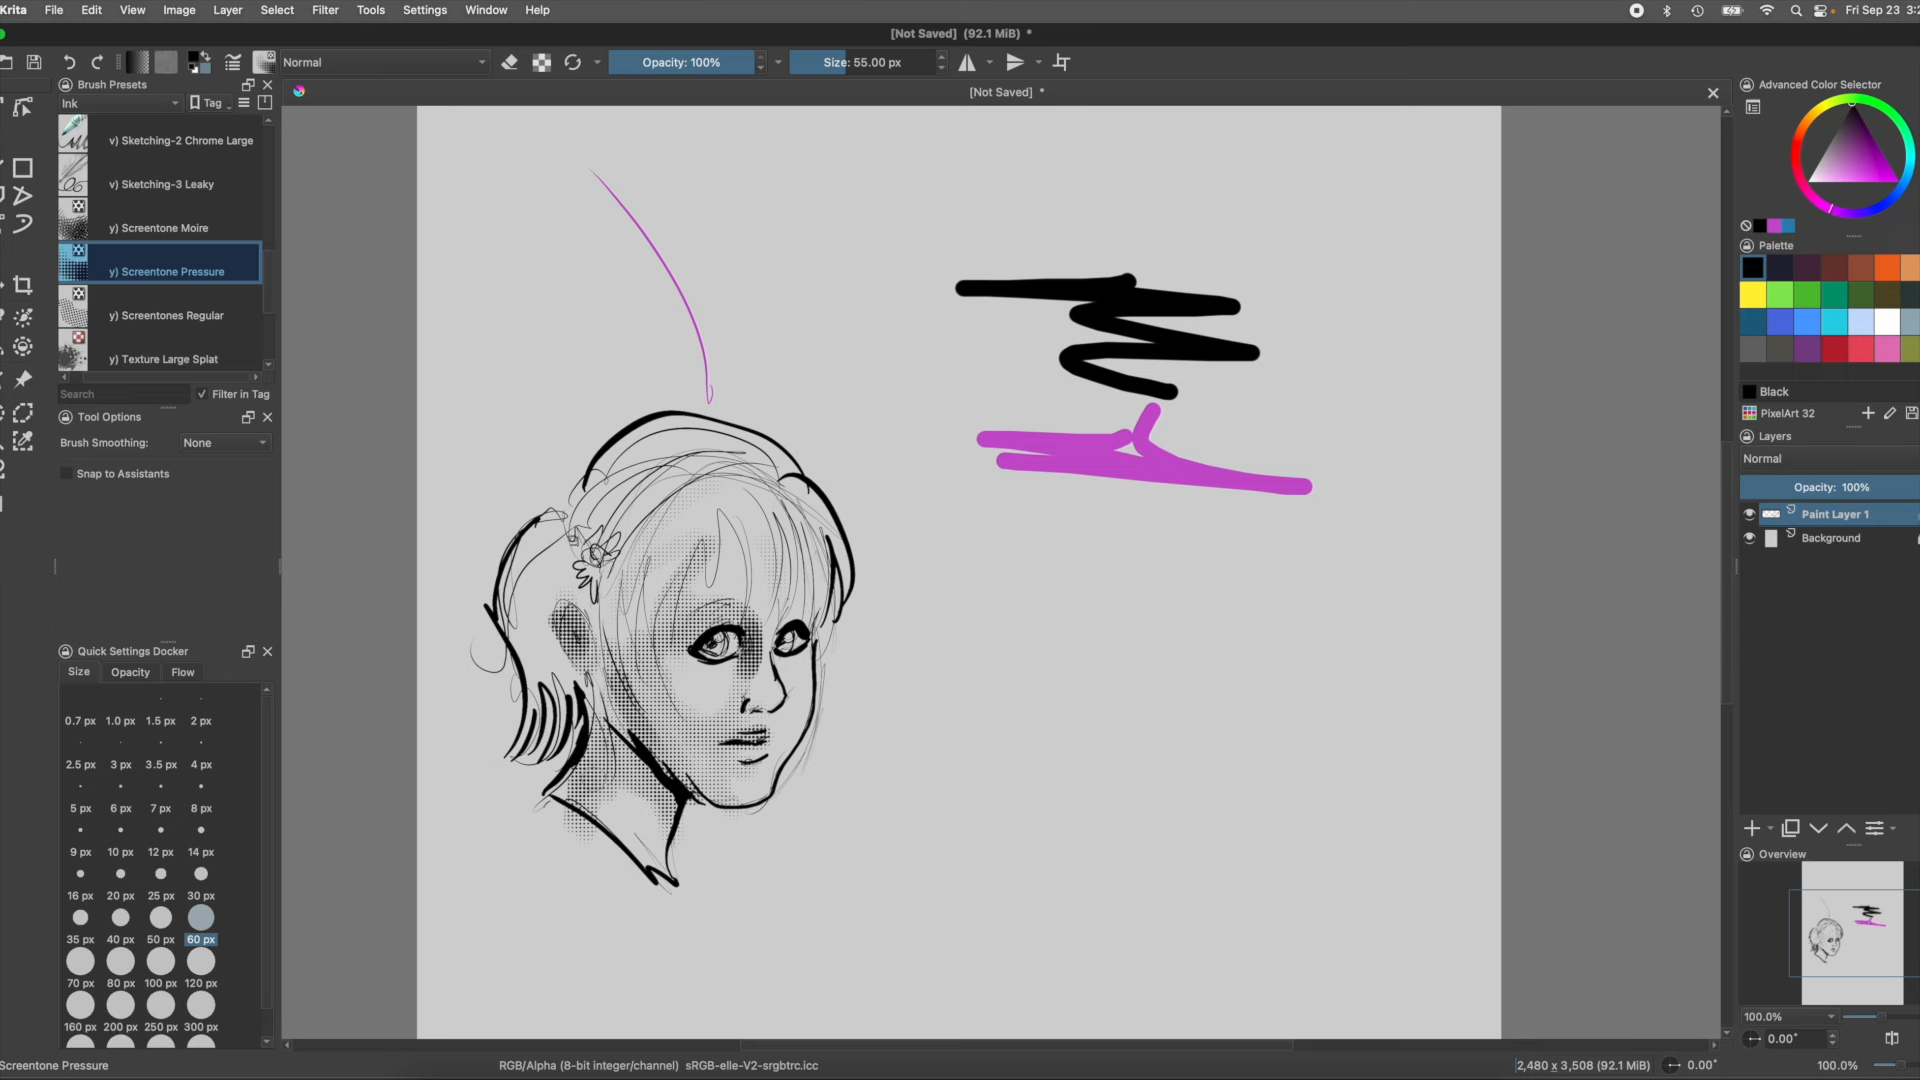 Krita File Edit View Image Layer Select Filter Tools Settings Window Help Fri Sep 23
[Not Saved] (92.1 MiB) *
Normal Opacity: 100% Size: 55.00 px
Brush Presets
Ink Tag
v) Sketching-2 Chrome Large
v) Sketching-3 Leaky
y) Screentone Moire
y) Screentone Pressure
y) Screentones Regular
y) Texture Large Splat
Search Filter in Tag
Tool Options
Brush Smoothing: None
Snap to Assistants
Quick Settings Docker
Size Opacity Flow
0.7 px 1.0 px 1.5 px 2 px
2.5 px 3 px 3.5 px 4 px
5 px 6 px 7 px 8 px
9 px 10 px 12 px 14 px
16 px 20 px 25 px 30 px
35 px 40 px 50 px 60 px
70 px 80 px 100 px 120 px
160 px 200 px 250 px 300 px
[Not Saved] *
Advanced Color Selector
Palette
Black
PixelArt 32
Layers
Normal
Opacity: 100%
Paint Layer 1
Background
Overview
100.0%
0.00°
Screentone Pressure RGB/Alpha (8-bit integer/channel) sRGB-elle-V2-srgbtrc.icc 2,480 x 3,508 (92.1 MiB) 0.00° 100.0%